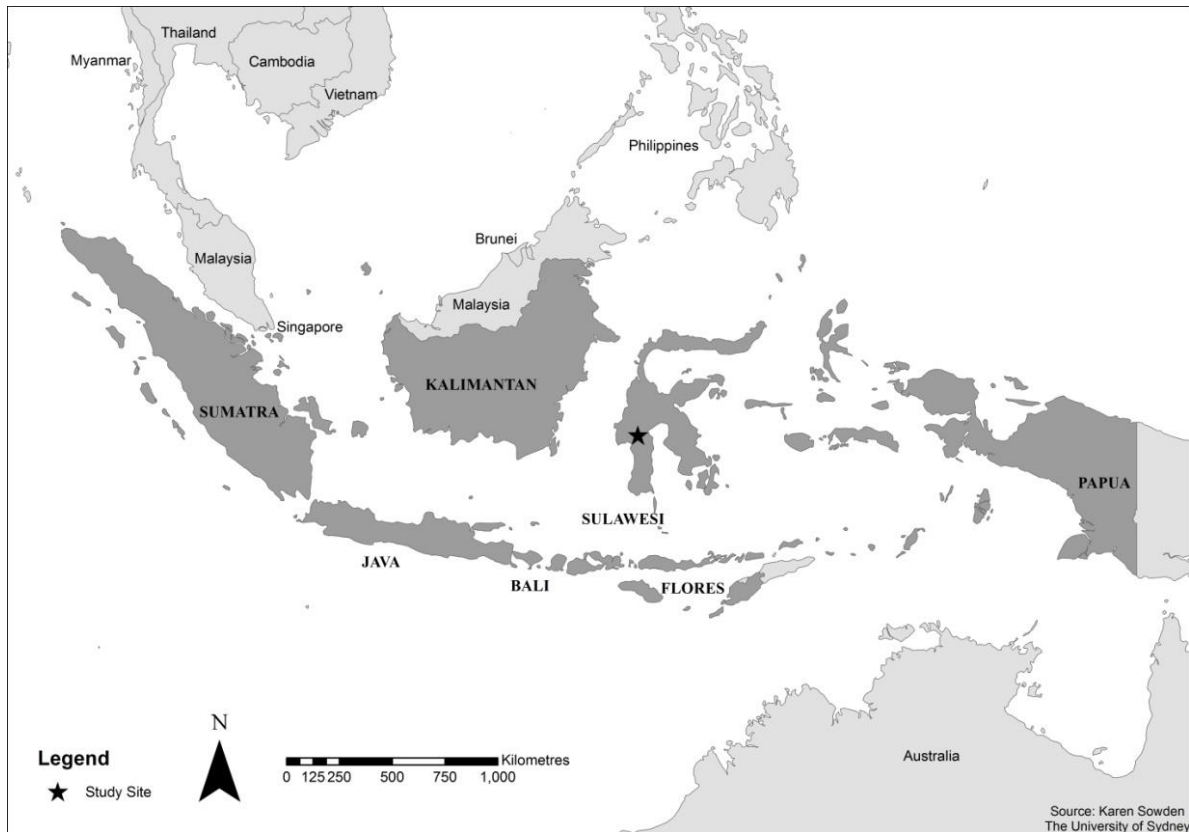 Thailand
Myanmar
Cambodia
Vietnam
Philippines
Brunei
Malaysia
Malaysia
Singapore
KALIMANTAN
SUMATRA
PAPUA
SULAWESI
JAVA
BALI
FLORES
N
Legend
Study Site
Kilometres
0 125 250 500 750 1,000
Australia
Source: Karen Sowden
The University of Sydney